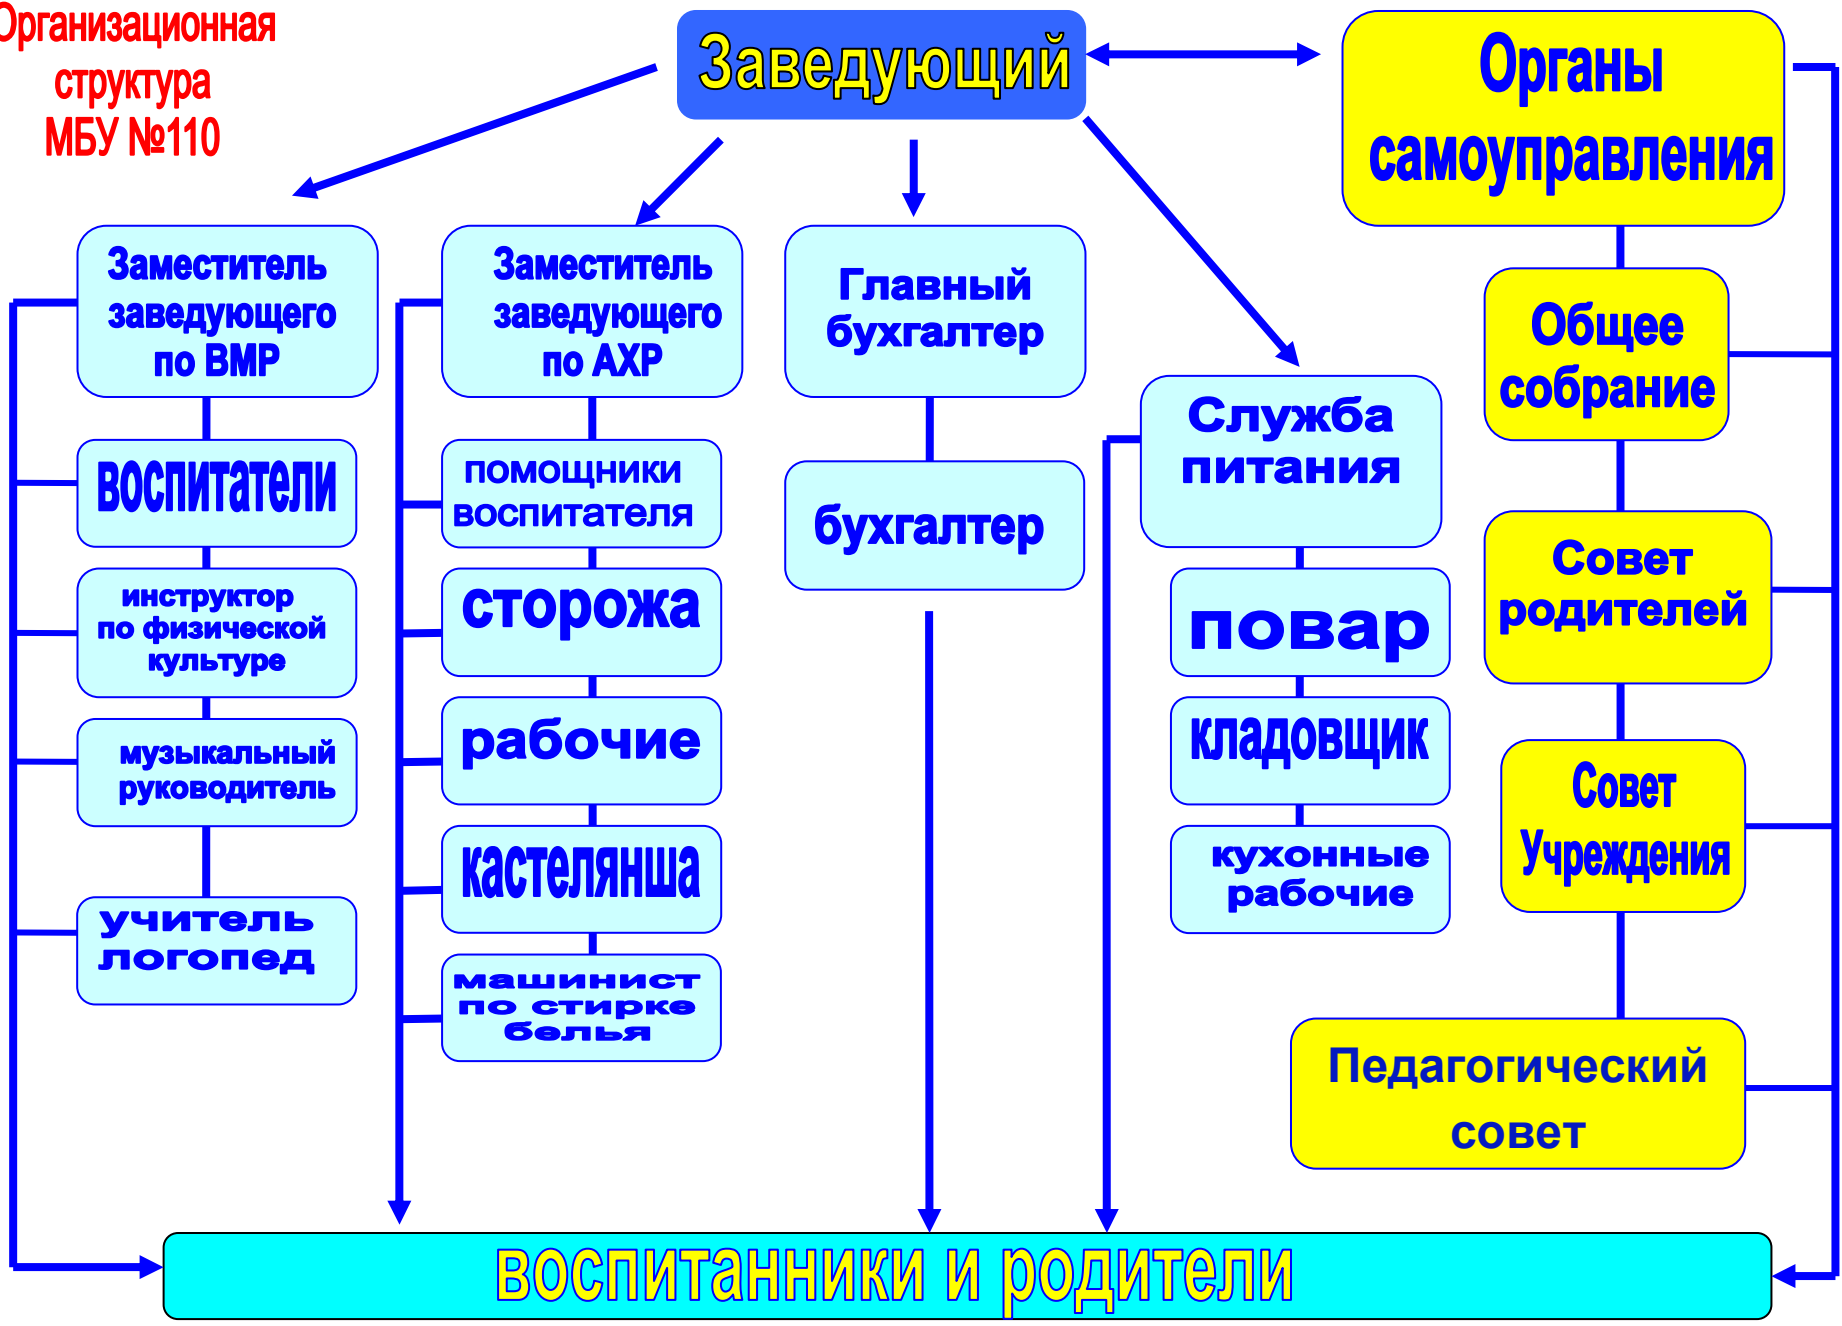 Организационная
структура
МБУ №110
Заведующий
Органы
самоуправления
Заместитель
заведующего
по ВМР
воспитатели
инструктор
по физической
культуре
музыкальный
руководитель
учитель
логопед
Заместитель
заведующего
по АХР
помощники
воспитателя
сторожа
рабочие
кастелянша
машинист
по стирке
белья
Главный
бухгалтер
бухгалтер
Служба
питания
повар
кладовщик
кухонные
рабочие
Общее
собрание
Совет
родителей
Совет
Учреждения
Педагогический
совет
воспитанники и родители